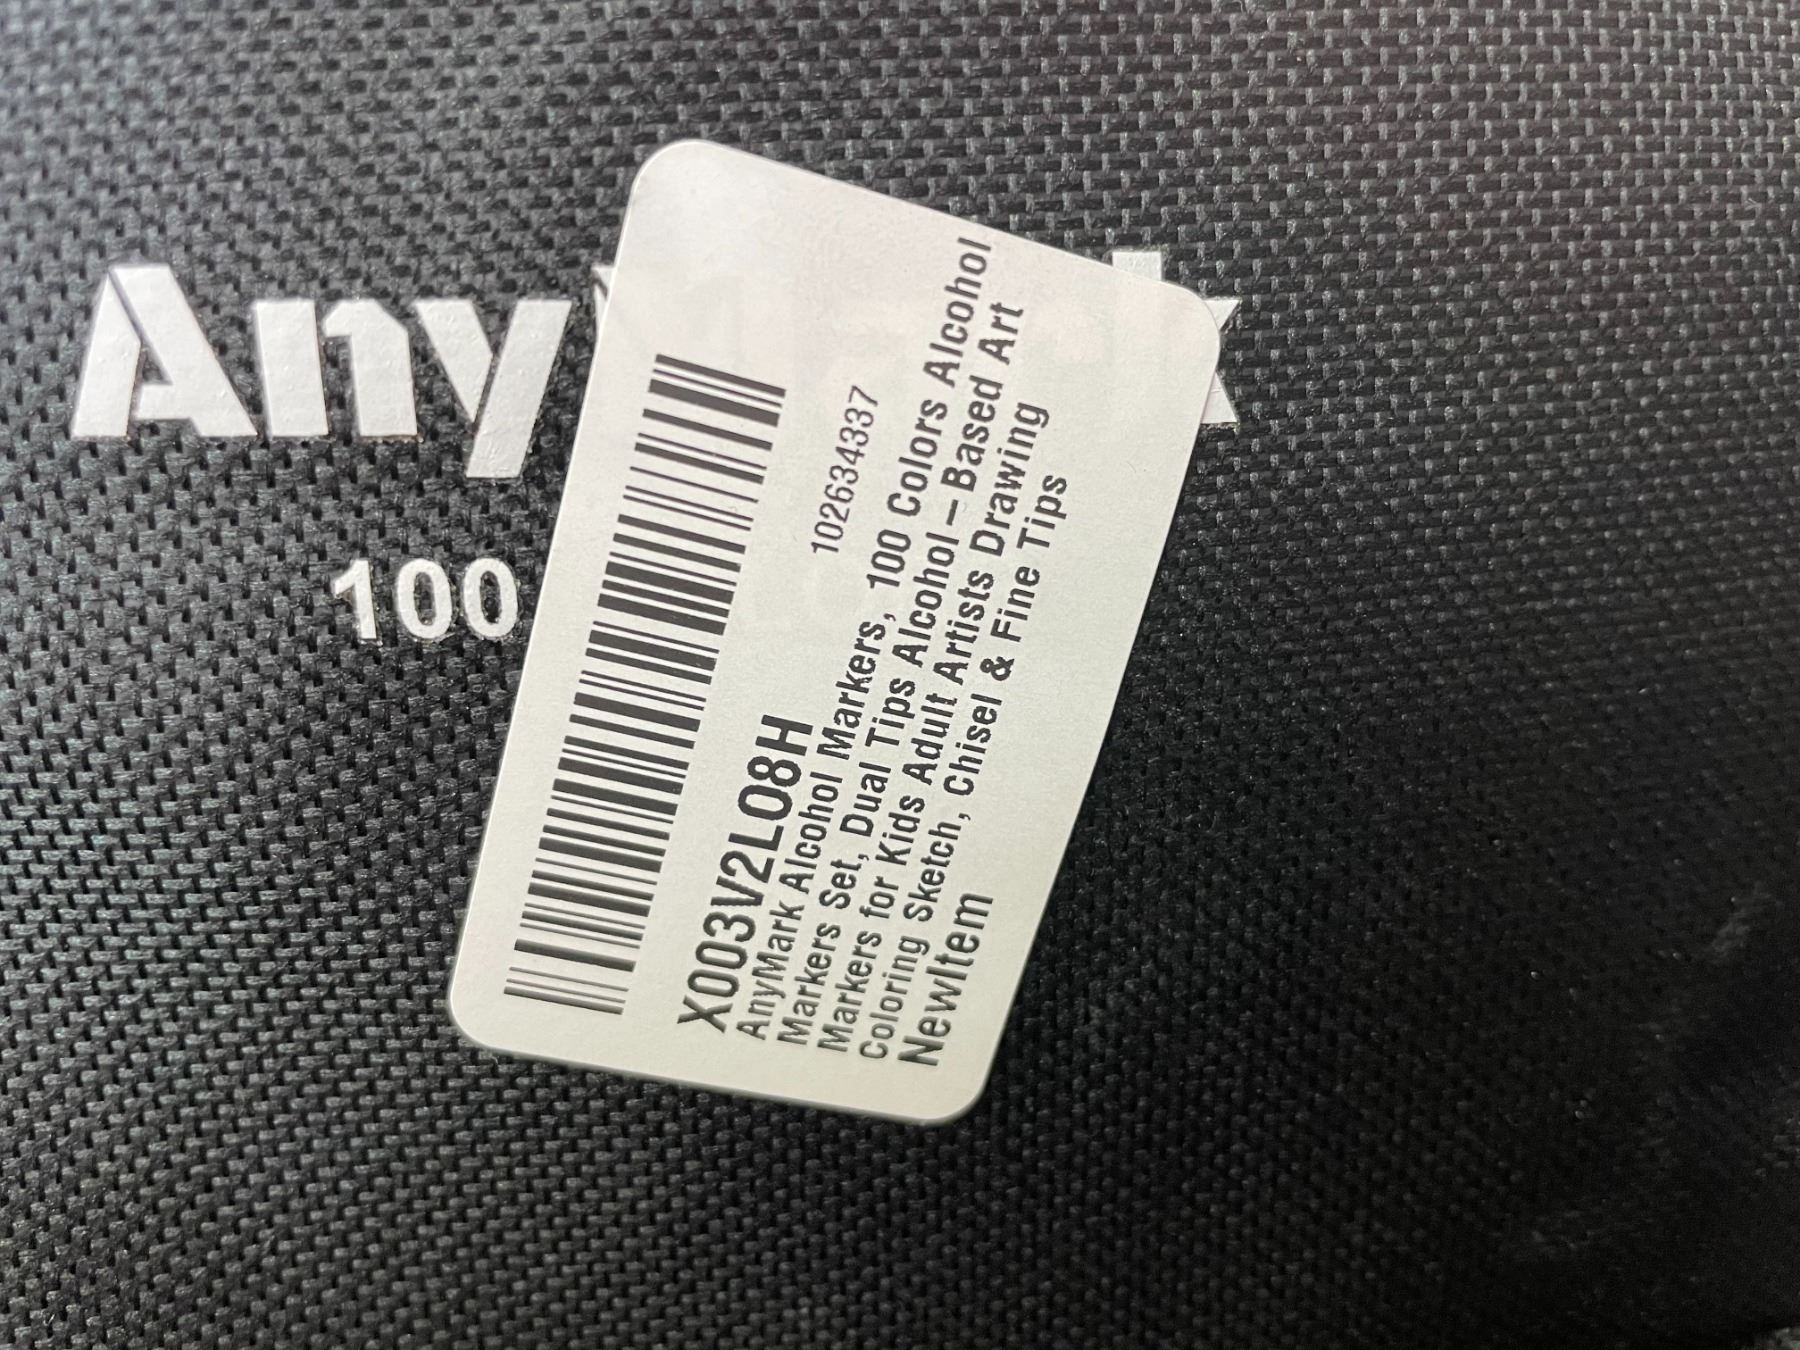 Any k
100
X003V2LO8H
102634337
AnyMark Alcohol Markers, 100 Colors Alcohol
Markers Set, Dual Tips Alcohol-Based Art
Markers for Kids Adult Artists Drawing
Coloring Sketch, Chisel & Fine Tips
NewItem